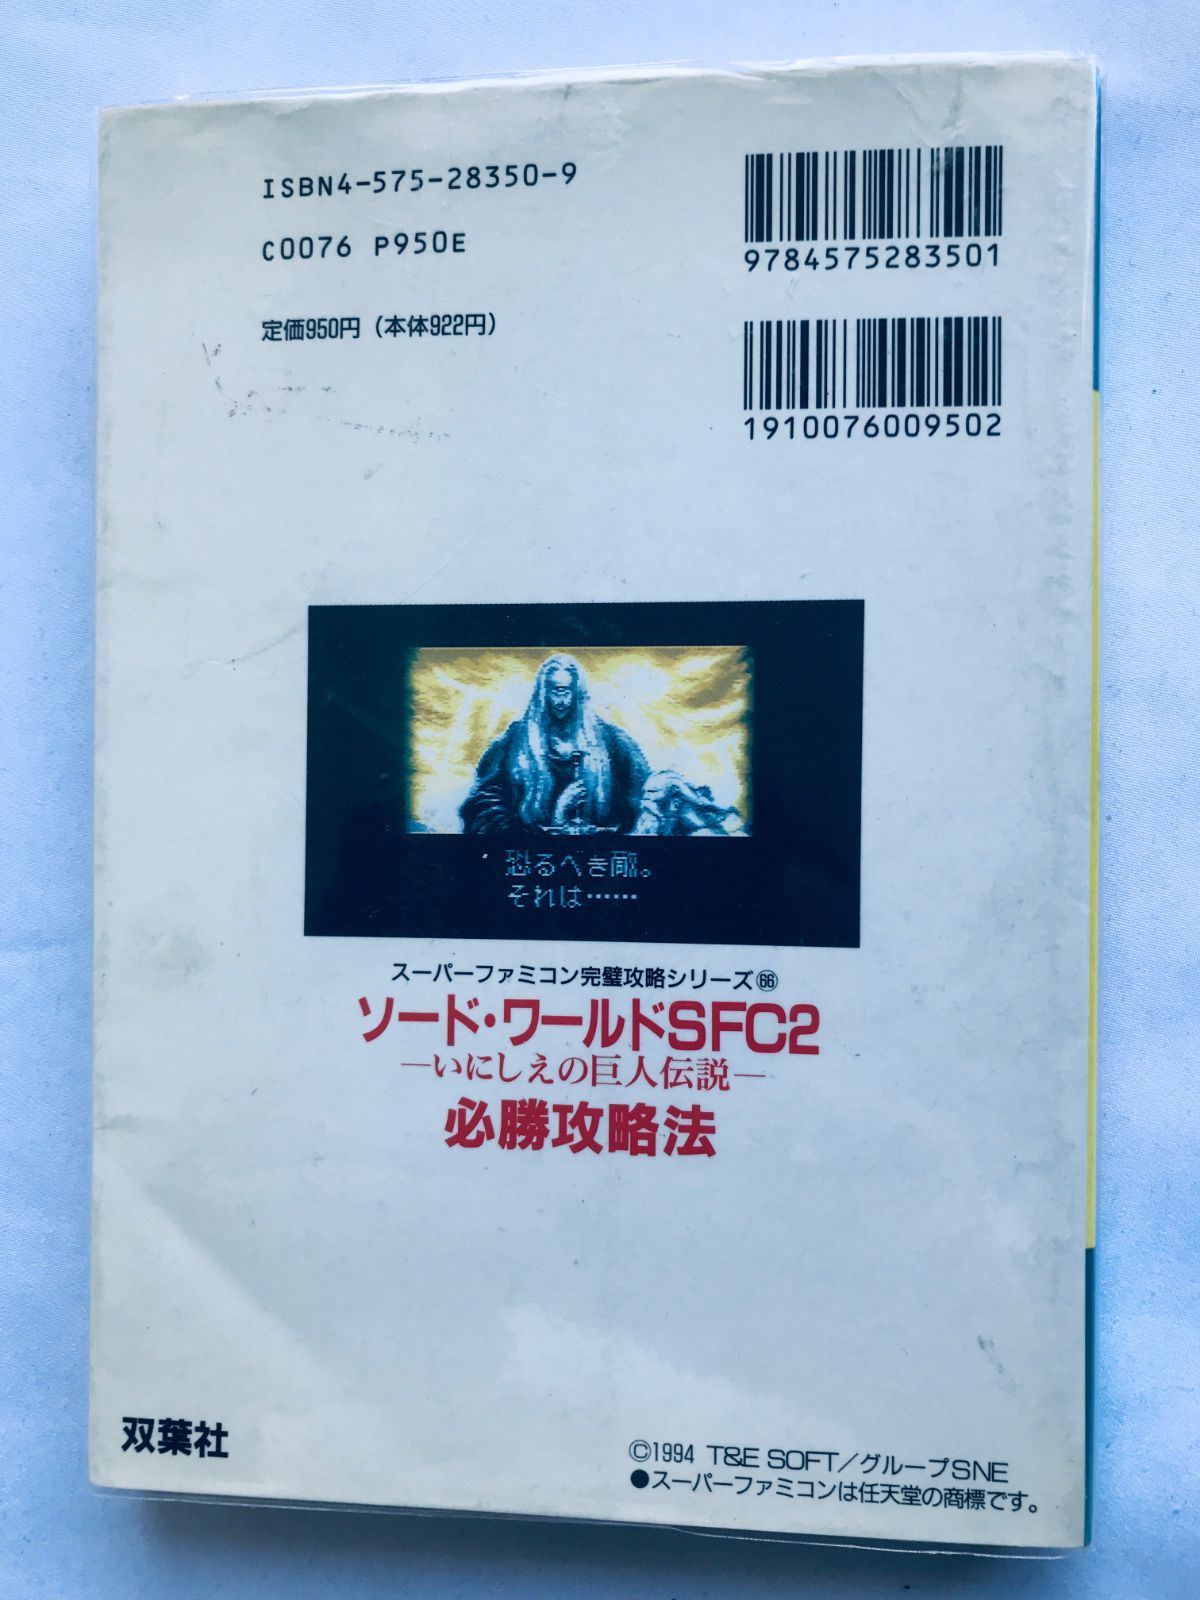 ISBN4-575-28350-9
C0076 P950E
定価950円（本体922円）
9784575283501
1910076009502
恐るべき敵。
それは……
スーパーファミコン完璧攻略シリーズ66
ソード・ワールドSFC2
—いにしえの巨人伝説—
必勝攻略法
双葉社
©1994 T&E SOFT／グループSNE
●スーパーファミコンは任天堂の商標です。